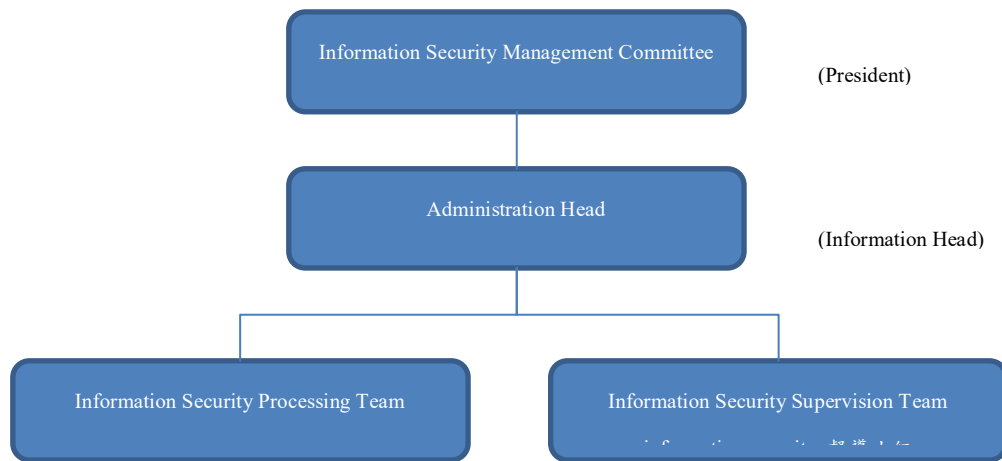 Information Security Management Committee
(President)
Administration Head
(Information Head)
Information Security Processing Team
Information Security Supervision Team